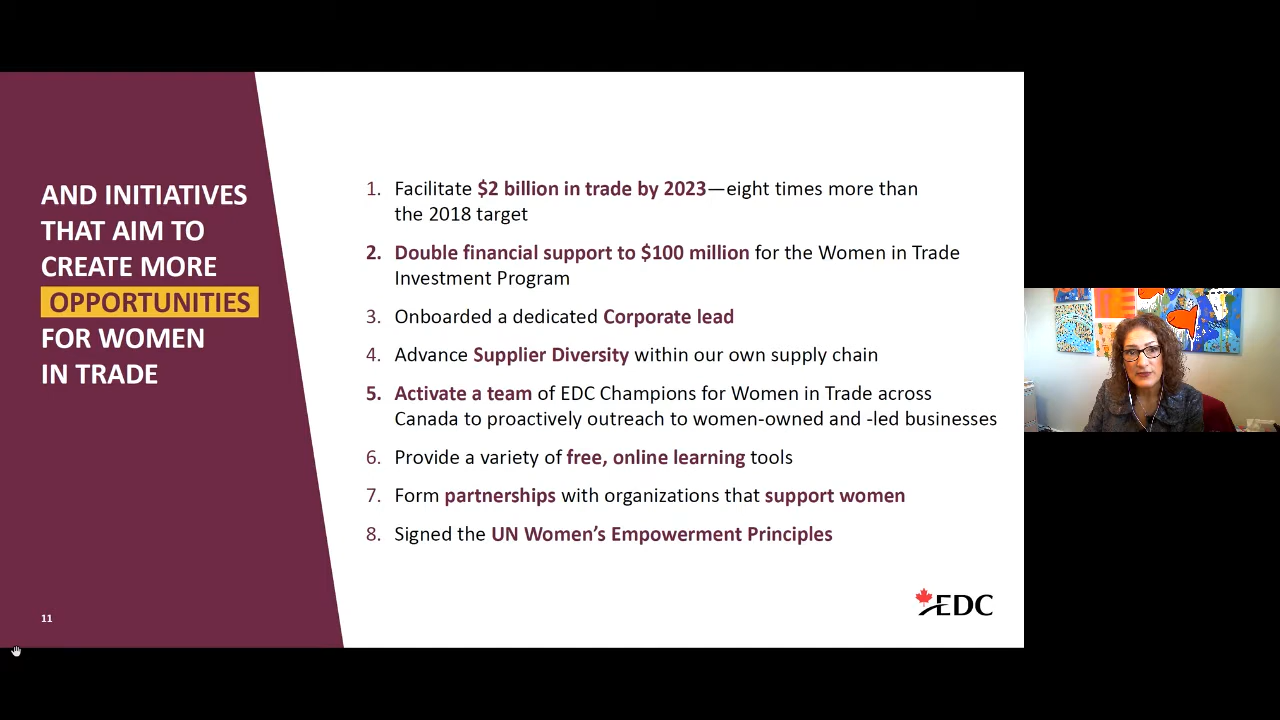 AND INITIATIVES
THAT AIM TO
CREATE MORE
OPPORTUNITIES
FOR WOMEN
IN TRADE
1. Facilitate $2 billion in trade by 2023—eight times more than
the 2018 target
2. Double financial support to $100 million for the Women in Trade
Investment Program
3. Onboarded a dedicated Corporate lead
4. Advance Supplier Diversity within our own supply chain
5. Activate a team of EDC Champions for Women in Trade across
Canada to proactively outreach to women-owned and -led businesses
6. Provide a variety of free, online learning tools
7. Form partnerships with organizations that support women
8. Signed the UN Women’s Empowerment Principles
EDC
11